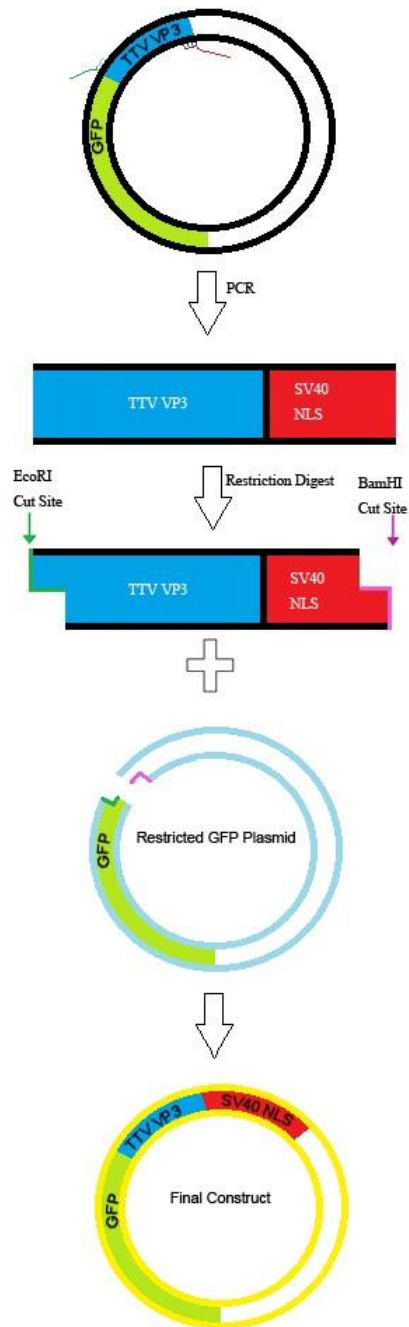 TTV VP3
GFP
PCR
TTV VP3
SV40
NLS
EcoRI
Cut Site
Restriction Digest
BamHI
Cut Site
TTV VP3
SV40
NLS
Restricted GFP Plasmid
GFP
TTV VP3
SV40 NLS
GFP
Final Construct